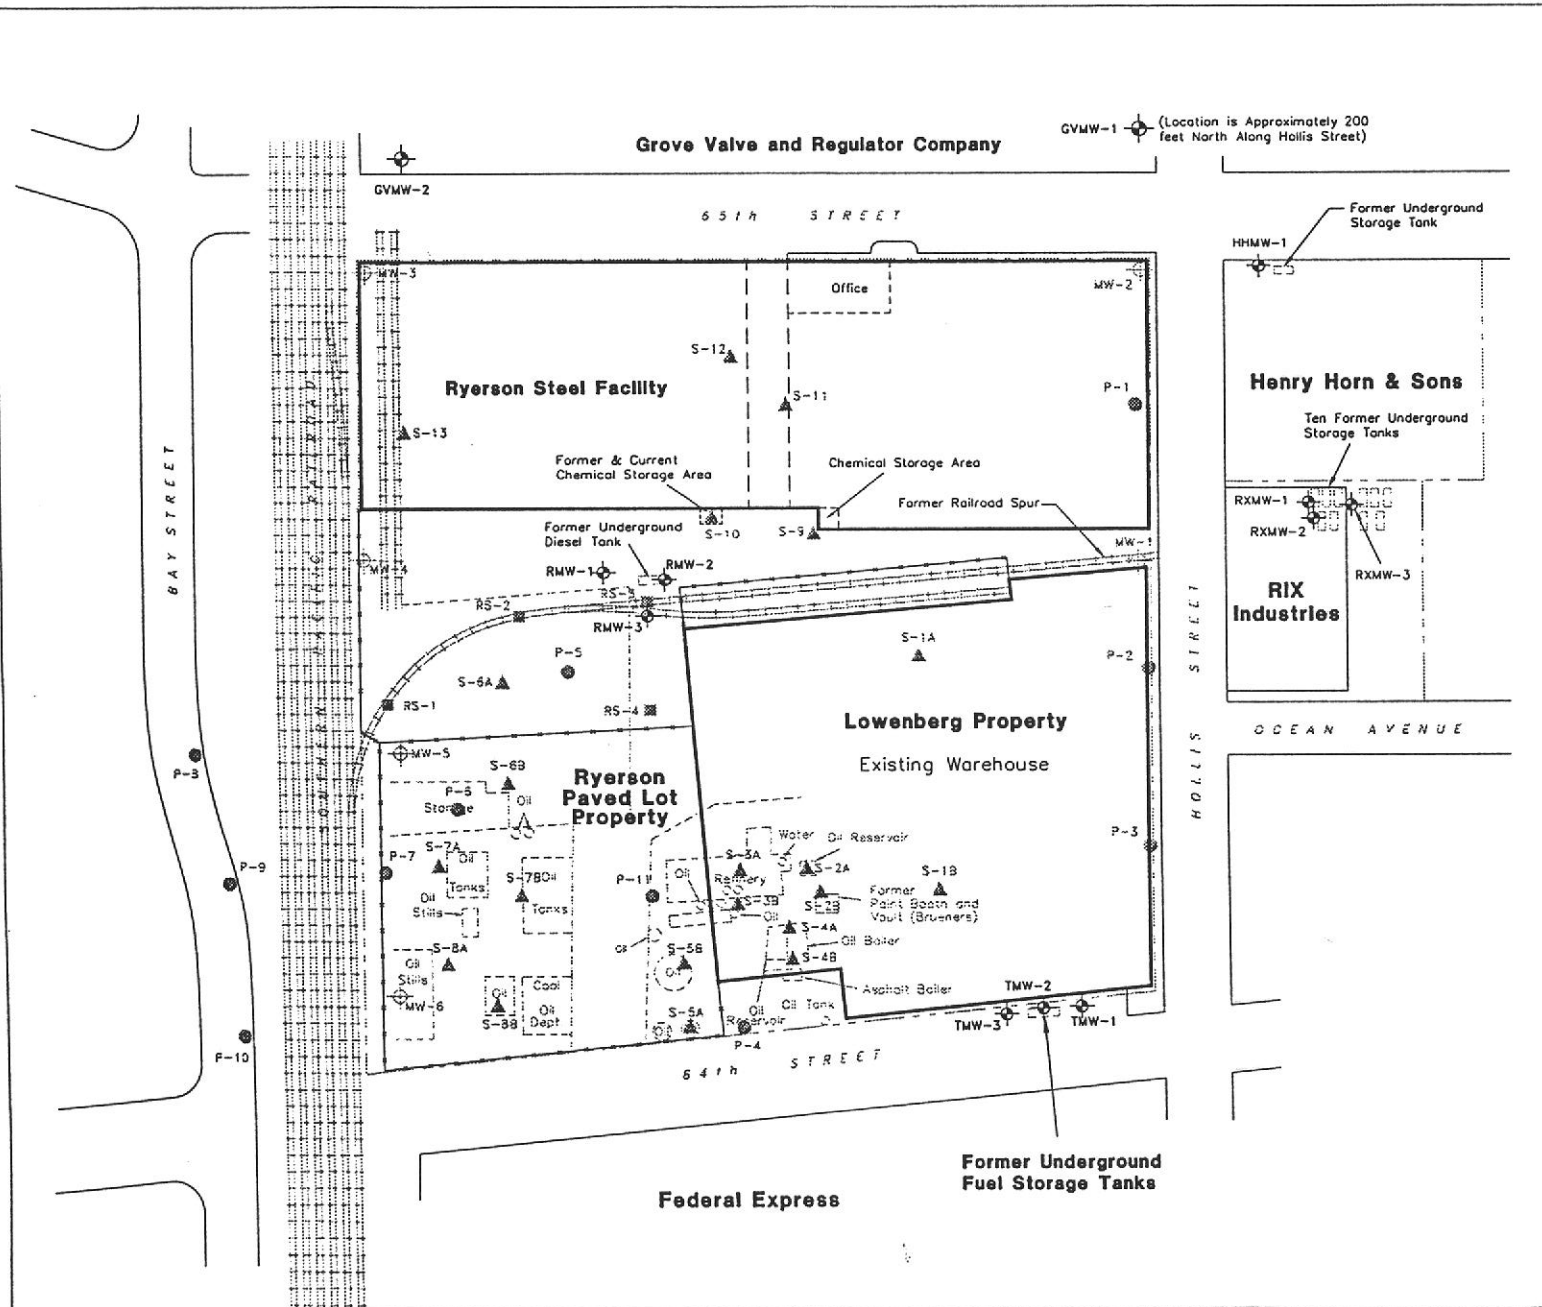 GVMW-1
(Location is Approximately 200
feet North Along Hollis Street)
Grove Valve and Regulator Company
GVMW-2
65th STREET
Former Underground
Storage Tank
HHMW-1
MW-3
MW-2
Office
S-12
Ryerson Steel Facility
S-11
P-1
Henry Horn & Sons
S-13
Ten Former Underground
Storage Tanks
Former & Current
Chemical Storage Area
Chemical Storage Area
Former Railroad Spur
RXMW-1
RXMW-2
RXMW-3
BAY STREET
SOUTHERN PACIFIC RAILROAD
Former Underground
Diesel Tank
S-10
S-9
MW-1
MW-4
RMW-1
RMW-2
RIX
Industries
RS-2
RMW-3
S-1A
P-5
P-2
S-6A
RS-1
RS-4
HOLLIS STREET
Lowenberg Property
Existing Warehouse
OCEAN AVENUE
MW-5
S-6B
Ryerson
Paved Lot
Property
P-6
Storage
Oil
P-3
Water
Oil Reservoir
S-7A
Oil
Tanks
P-7
P-9
S-7B
Oil
Tanks
P-11
S-3A
Refinery
Oil
S-2A
S-1B
Former
Paint Booth and
Vault (Brueners)
S-2B
S-3B
Oil
Oil
Stills
S-4A
Oil Boiler
S-8A
S-5B
Oil
S-4B
Oil
Stills
MW-6
Asphalt Boiler
Oil
S-8B
Coal
Oil
Dept
S-5A
Oil
Oil
Reservoir
Oil Tank
P-4
TMW-2
TMW-3
TMW-1
P-10
64th STREET
Former Underground
Fuel Storage Tanks
Federal Express